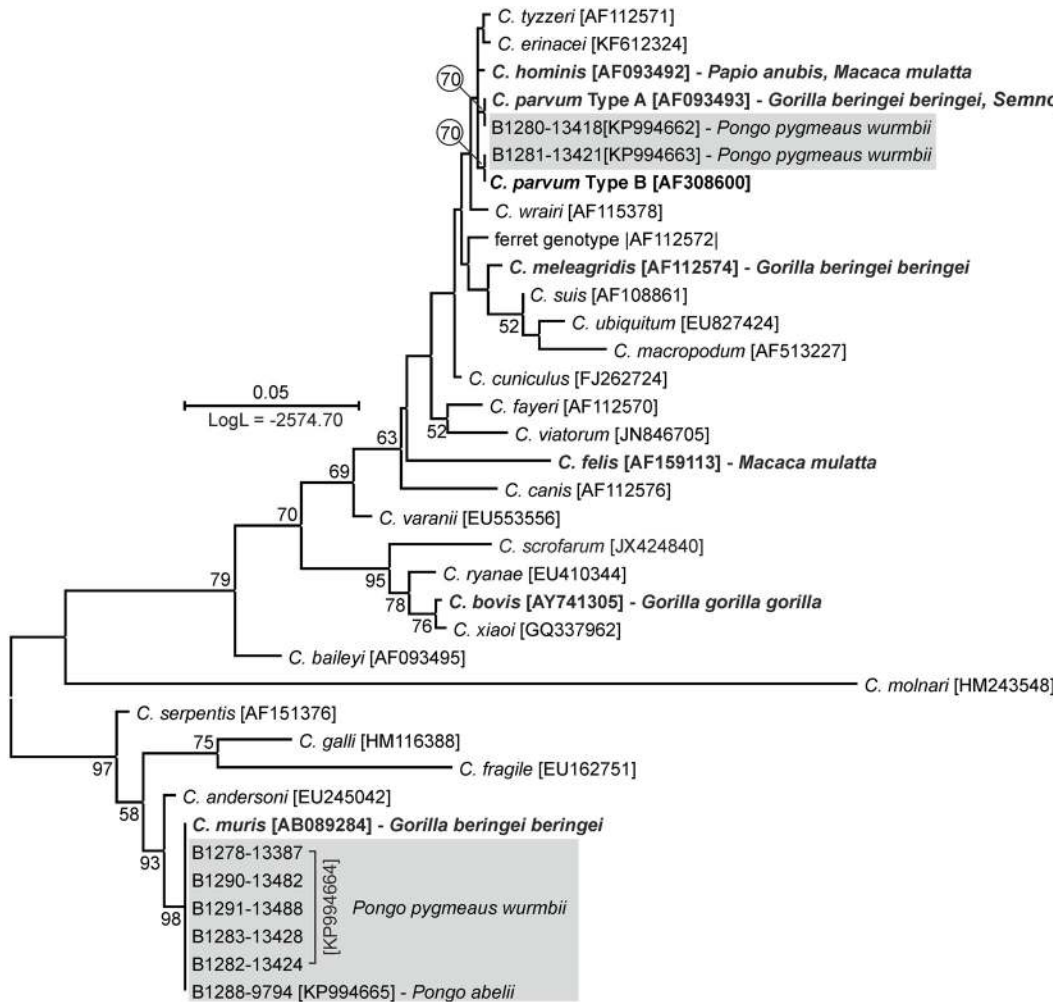 C. tyzzeri [AF112571]
C. erinacei [KF612324]
C. hominis [AF093492] - Papio anubis, Macaca mulatta
70
C. parvum Type A [AF093493] - Gorilla beringei beringei, Semno
B1280-13418[KP994662] - Pongo pygmeaus wurmbii
70
B1281-13421[KP994663] - Pongo pygmeaus wurmbii
C. parvum Type B [AF308600]
C. wrairi [AF115378]
ferret genotype |AF112572|
C. meleagridis [AF112574] - Gorilla beringei beringei
C. suis [AF108861]
52
C. ubiquitum [EU827424]
C. macropodum [AF513227]
C. cuniculus [FJ262724]
0.05
LogL = -2574.70
C. fayeri [AF112570]
52
C. viatorum [JN846705]
63
C. felis [AF159113] - Macaca mulatta
69
C. canis [AF112576]
70
C. varanii [EU553556]
C. scrofarum [JX424840]
95
79
C. ryanae [EU410344]
78
C. bovis [AY741305] - Gorilla gorilla gorilla
76
C. xiaoi [GQ337962]
C. baileyi [AF093495]
C. molnari [HM243548]
C. serpentis [AF151376]
97
75
C. galli [HM116388]
C. fragile [EU162751]
58
C. andersoni [EU245042]
C. muris [AB089284] - Gorilla beringei beringei
93
B1278-13387
B1290-13482
B1291-13488
B1283-13428
B1282-13424
[KP994664]
Pongo pygmeaus wurmbii
98
B1288-9794 [KP994665] - Pongo abelii